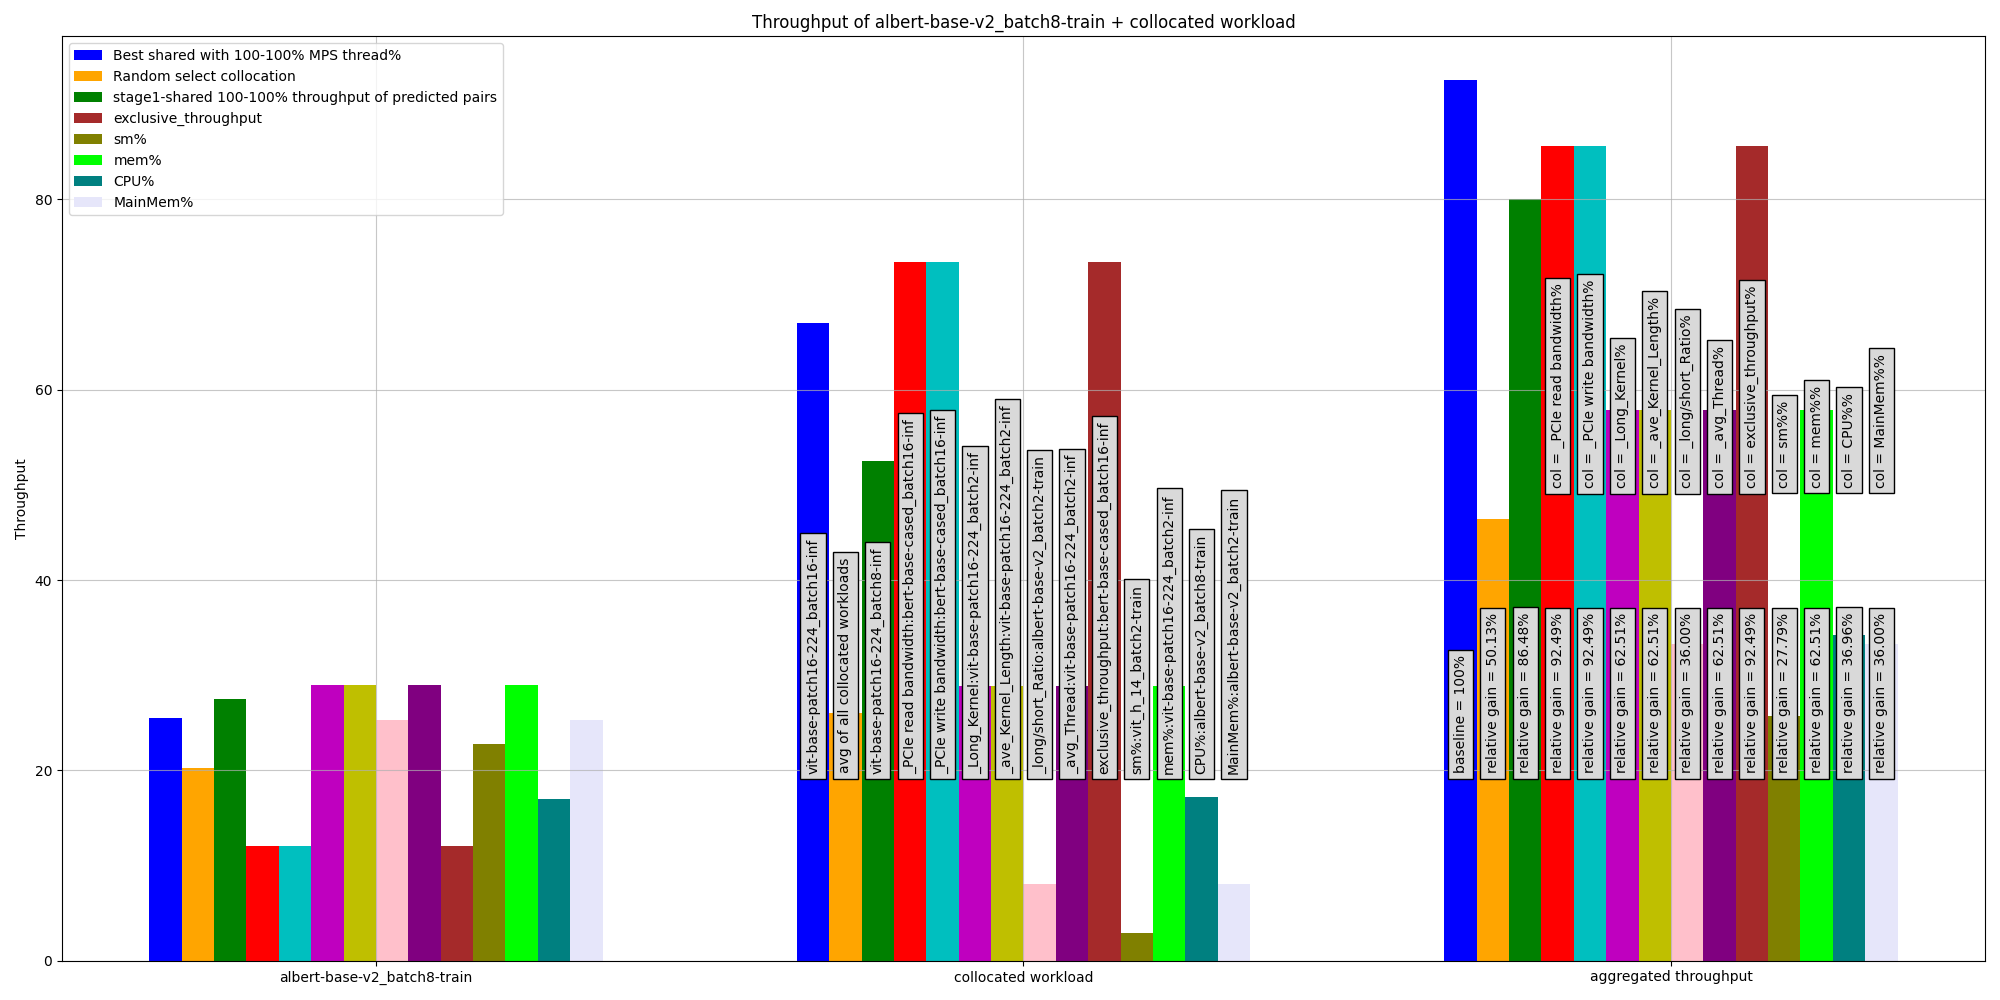 Throughput of albert-base-v2_batch8-train + collocated workload
Best shared with 100-100% MPS thread%
Random select collocation
stage1-shared 100-100% throughput of predicted pairs
exclusive_throughput
sm%
mem%
CPU%
MainMem%
Throughput
80
60
40
20
0
vit-base-patch16-224_batch16-inf
avg of all collocated workloads
vit-base-patch16-224_batch8-inf
_PCIe read bandwidth:bert-base-cased_batch16-inf
_PCIe write bandwidth:bert-base-cased_batch16-inf
_Long_Kernel:vit-base-patch16-224_batch2-inf
_ave_Kernel_Length:vit-base-patch16-224_batch2-inf
_long/short_Ratio:albert-base-v2_batch2-train
_avg_Thread:vit-base-patch16-224_batch2-inf
exclusive_throughput:bert-base-cased_batch16-inf
sm%:vit_h_14_batch2-train
mem%:vit-base-patch16-224_batch2-inf
CPU%:albert-base-v2_batch8-train
MainMem%:albert-base-v2_batch2-train
col = _PCIe read bandwidth%
col = _PCIe write bandwidth%
col = _Long_Kernel%
col = _ave_Kernel_Length%
col = _long/short_Ratio%
col = _avg_Thread%
col = exclusive_throughput%
col = sm%%
col = mem%%
col = CPU%%
col = MainMem%%
baseline = 100%
relative gain = 50.13%
relative gain = 86.48%
relative gain = 92.49%
relative gain = 92.49%
relative gain = 62.51%
relative gain = 62.51%
relative gain = 36.00%
relative gain = 62.51%
relative gain = 92.49%
relative gain = 27.79%
relative gain = 62.51%
relative gain = 36.96%
relative gain = 36.00%
albert-base-v2_batch8-train
collocated workload
aggregated throughput